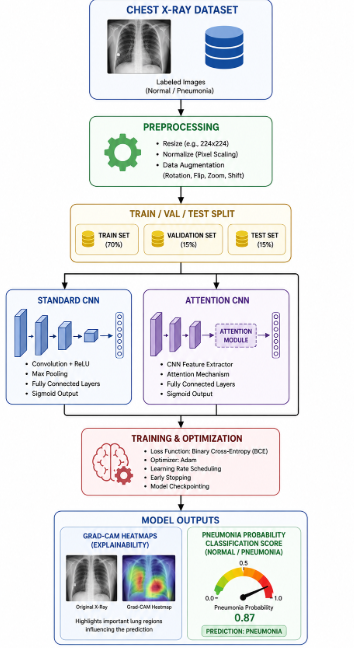 CHEST X-RAY DATASET
Labeled Images
(Normal / Pneumonia)
PREPROCESSING
• Resize (e.g., 224x224)
• Normalize (Pixel Scaling)
• Data Augmentation
(Rotation, Flip, Zoom, Shift)
TRAIN / VAL / TEST SPLIT
TRAIN SET
(70%)
VALIDATION SET
(15%)
TEST SET
(15%)
STANDARD CNN
• Convolution + ReLU
• Max Pooling
• Fully Connected Layers
• Sigmoid Output
ATTENTION CNN
ATTENTION
MODULE
• CNN Feature Extractor
• Attention Mechanism
• Fully Connected Layers
• Sigmoid Output
TRAINING & OPTIMIZATION
• Loss Function: Binary Cross-Entropy (BCE)
• Optimizer: Adam
• Learning Rate Scheduling
• Early Stopping
• Model Checkpointing
MODEL OUTPUTS
GRAD-CAM HEATMAPS
(EXPLAINABILITY)
Original X-Ray
Grad-CAM Heatmap
Highlights important lung regions
influencing the prediction
PNEUMONIA PROBABILITY
CLASSIFICATION SCORE
(NORMAL / PNEUMONIA)
0.5
0.0
1.0
Pneumonia Probability
0.87
PREDICTION: PNEUMONIA